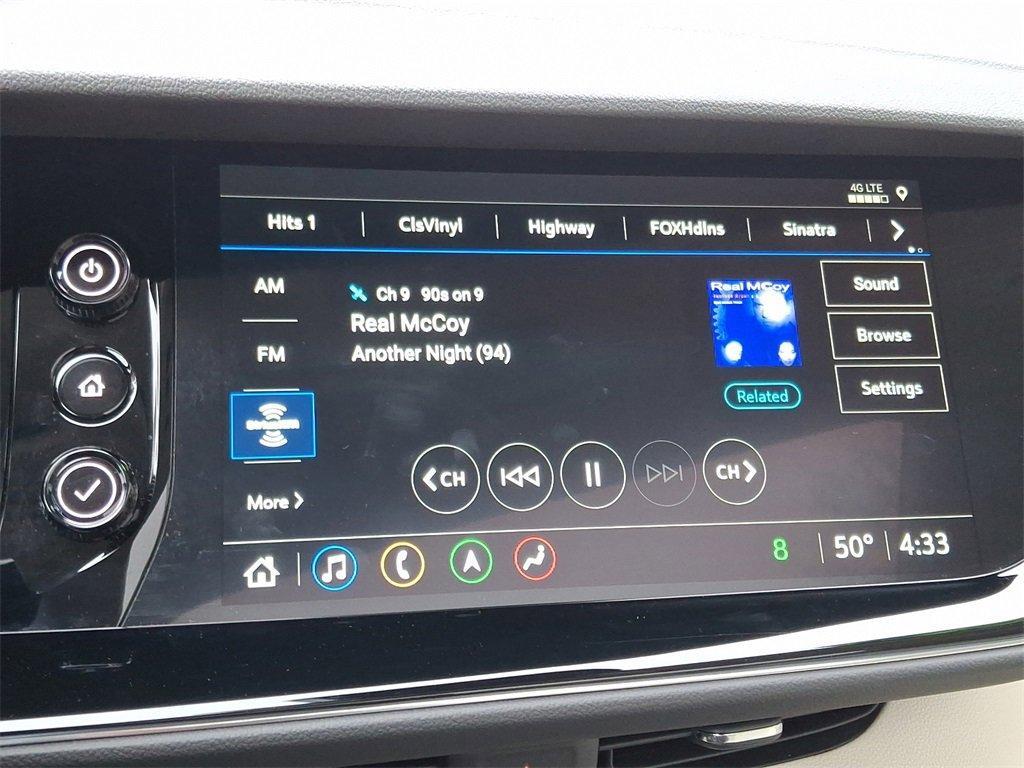 4G LTE
Hits 1
ClsVinyl
Highway
FOXHdlns
Sinatra
AM
Ch 9 90s on 9
Real McCoy
Another Night (94)
Real McCoy
Sound
FM
Browse
SiriusXM
Related
Settings
CH
CH
More
8
50°
4:33